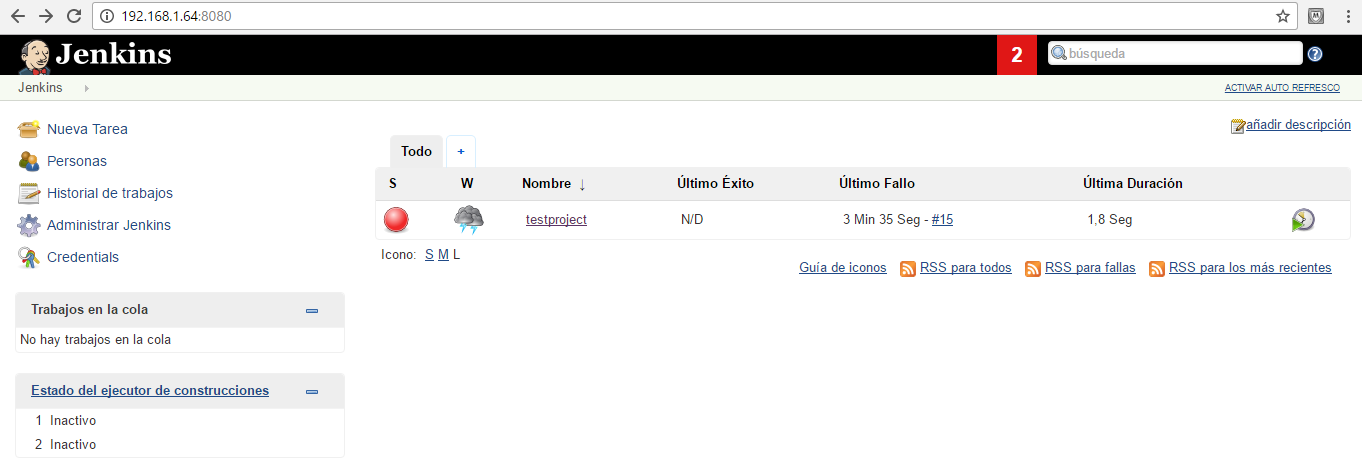 192.168.1.64:8080
Jenkins
2
búsqueda
Jenkins
ACTIVAR AUTO REFRESCO
Nueva Tarea
Personas
Historial de trabajos
Administrar Jenkins
Credentials
Trabajos en la cola
No hay trabajos en la cola
Estado del ejecutor de construcciones
1 Inactivo
2 Inactivo
añadir descripción
Todo +
S W Nombre ↓ Último Éxito Último Fallo Última Duración
testproject N/D 3 Min 35 Seg - #15 1,8 Seg
Icono: S M L
Guía de iconos RSS para todos RSS para fallas RSS para los más recientes